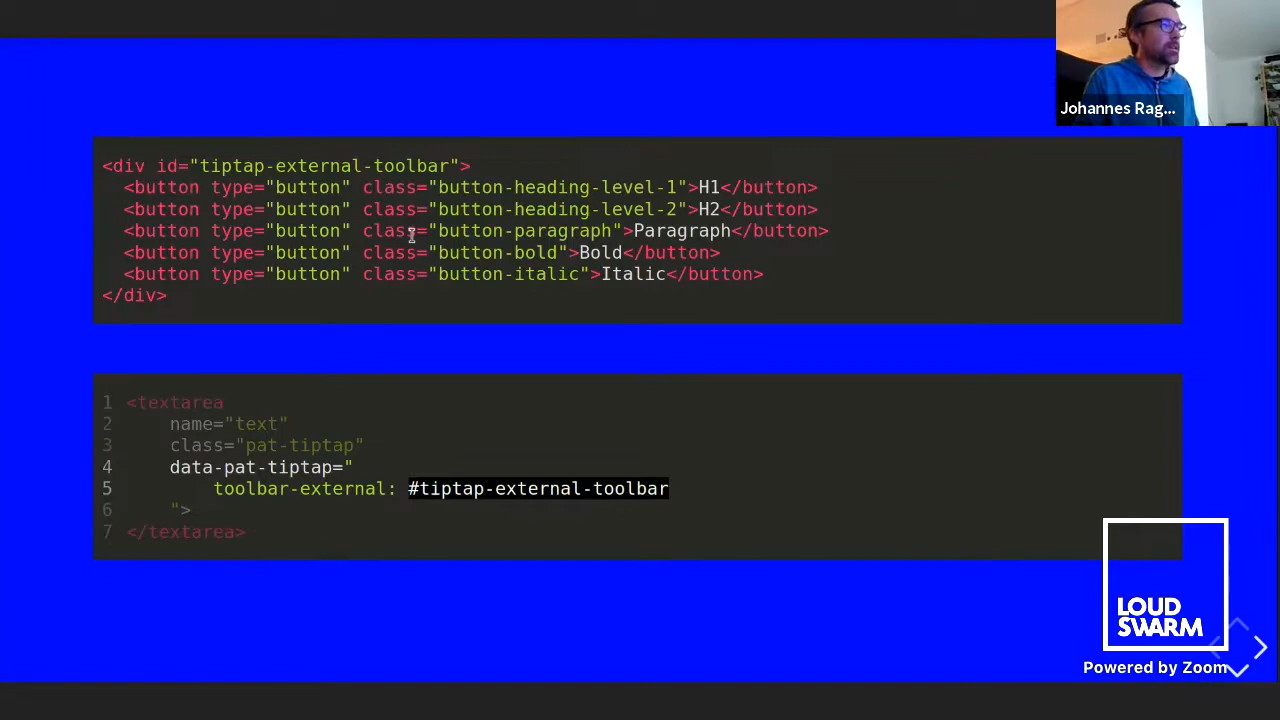 Johannes Rag...
<div id="tiptap-external-toolbar">
<button type="button" class="button-heading-level-1">H1</button>
<button type="button" class="button-heading-level-2">H2</button>
<button type="button" class="button-paragraph">Paragraph</button>
<button type="button" class="button-bold">Bold</button>
<button type="button" class="button-italic">Italic</button>
</div>
1 <textarea
2 name="text"
3 class="pat-tiptap"
4 data-pat-tiptap="
5 toolbar-external: #tiptap-external-toolbar
6 ">
7 </textarea>
LOUD
SWARM
Powered by Zoom